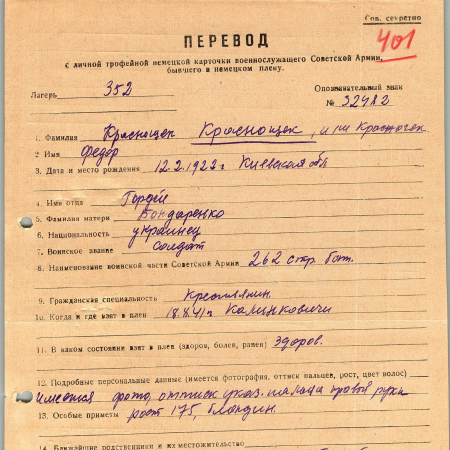 Сов. секретно
401
ПЕРЕВОД
с личной трофейной немецкой карточки военнослужащего Советской Армии,
бывшего в немецком плену.
Лагерь 352
Опознавательный знак
№ 32482
1. Фамилия Краснощек Краснощек, или Красночек
2 Имя Федор
3. Дата и место рождения 12.2.1922 г Киевская обл
4. Имя отца Гордей
5. Фамилия матери Бондаренко
6. Национальность украинец
7. Воинское звание солдат
8. Наименование воинской части Советской Армии 262 стр. бат.
9. Гражданская специальность Крестьянин.
10. Когда и где взят в плен 18.8.41 г Калинковичи
11. В каком состоянии взят в плен (здоров, болен, ранен) здоров.
12. Подробные персональные данные (имеется фотография, оттиск пальцев, рост, цвет волос)
имеется фото, оттиск указ. пальца правой руки
13. Особые приметы рост 175, блондин.
14. Ближайшие родственники и их местожительство